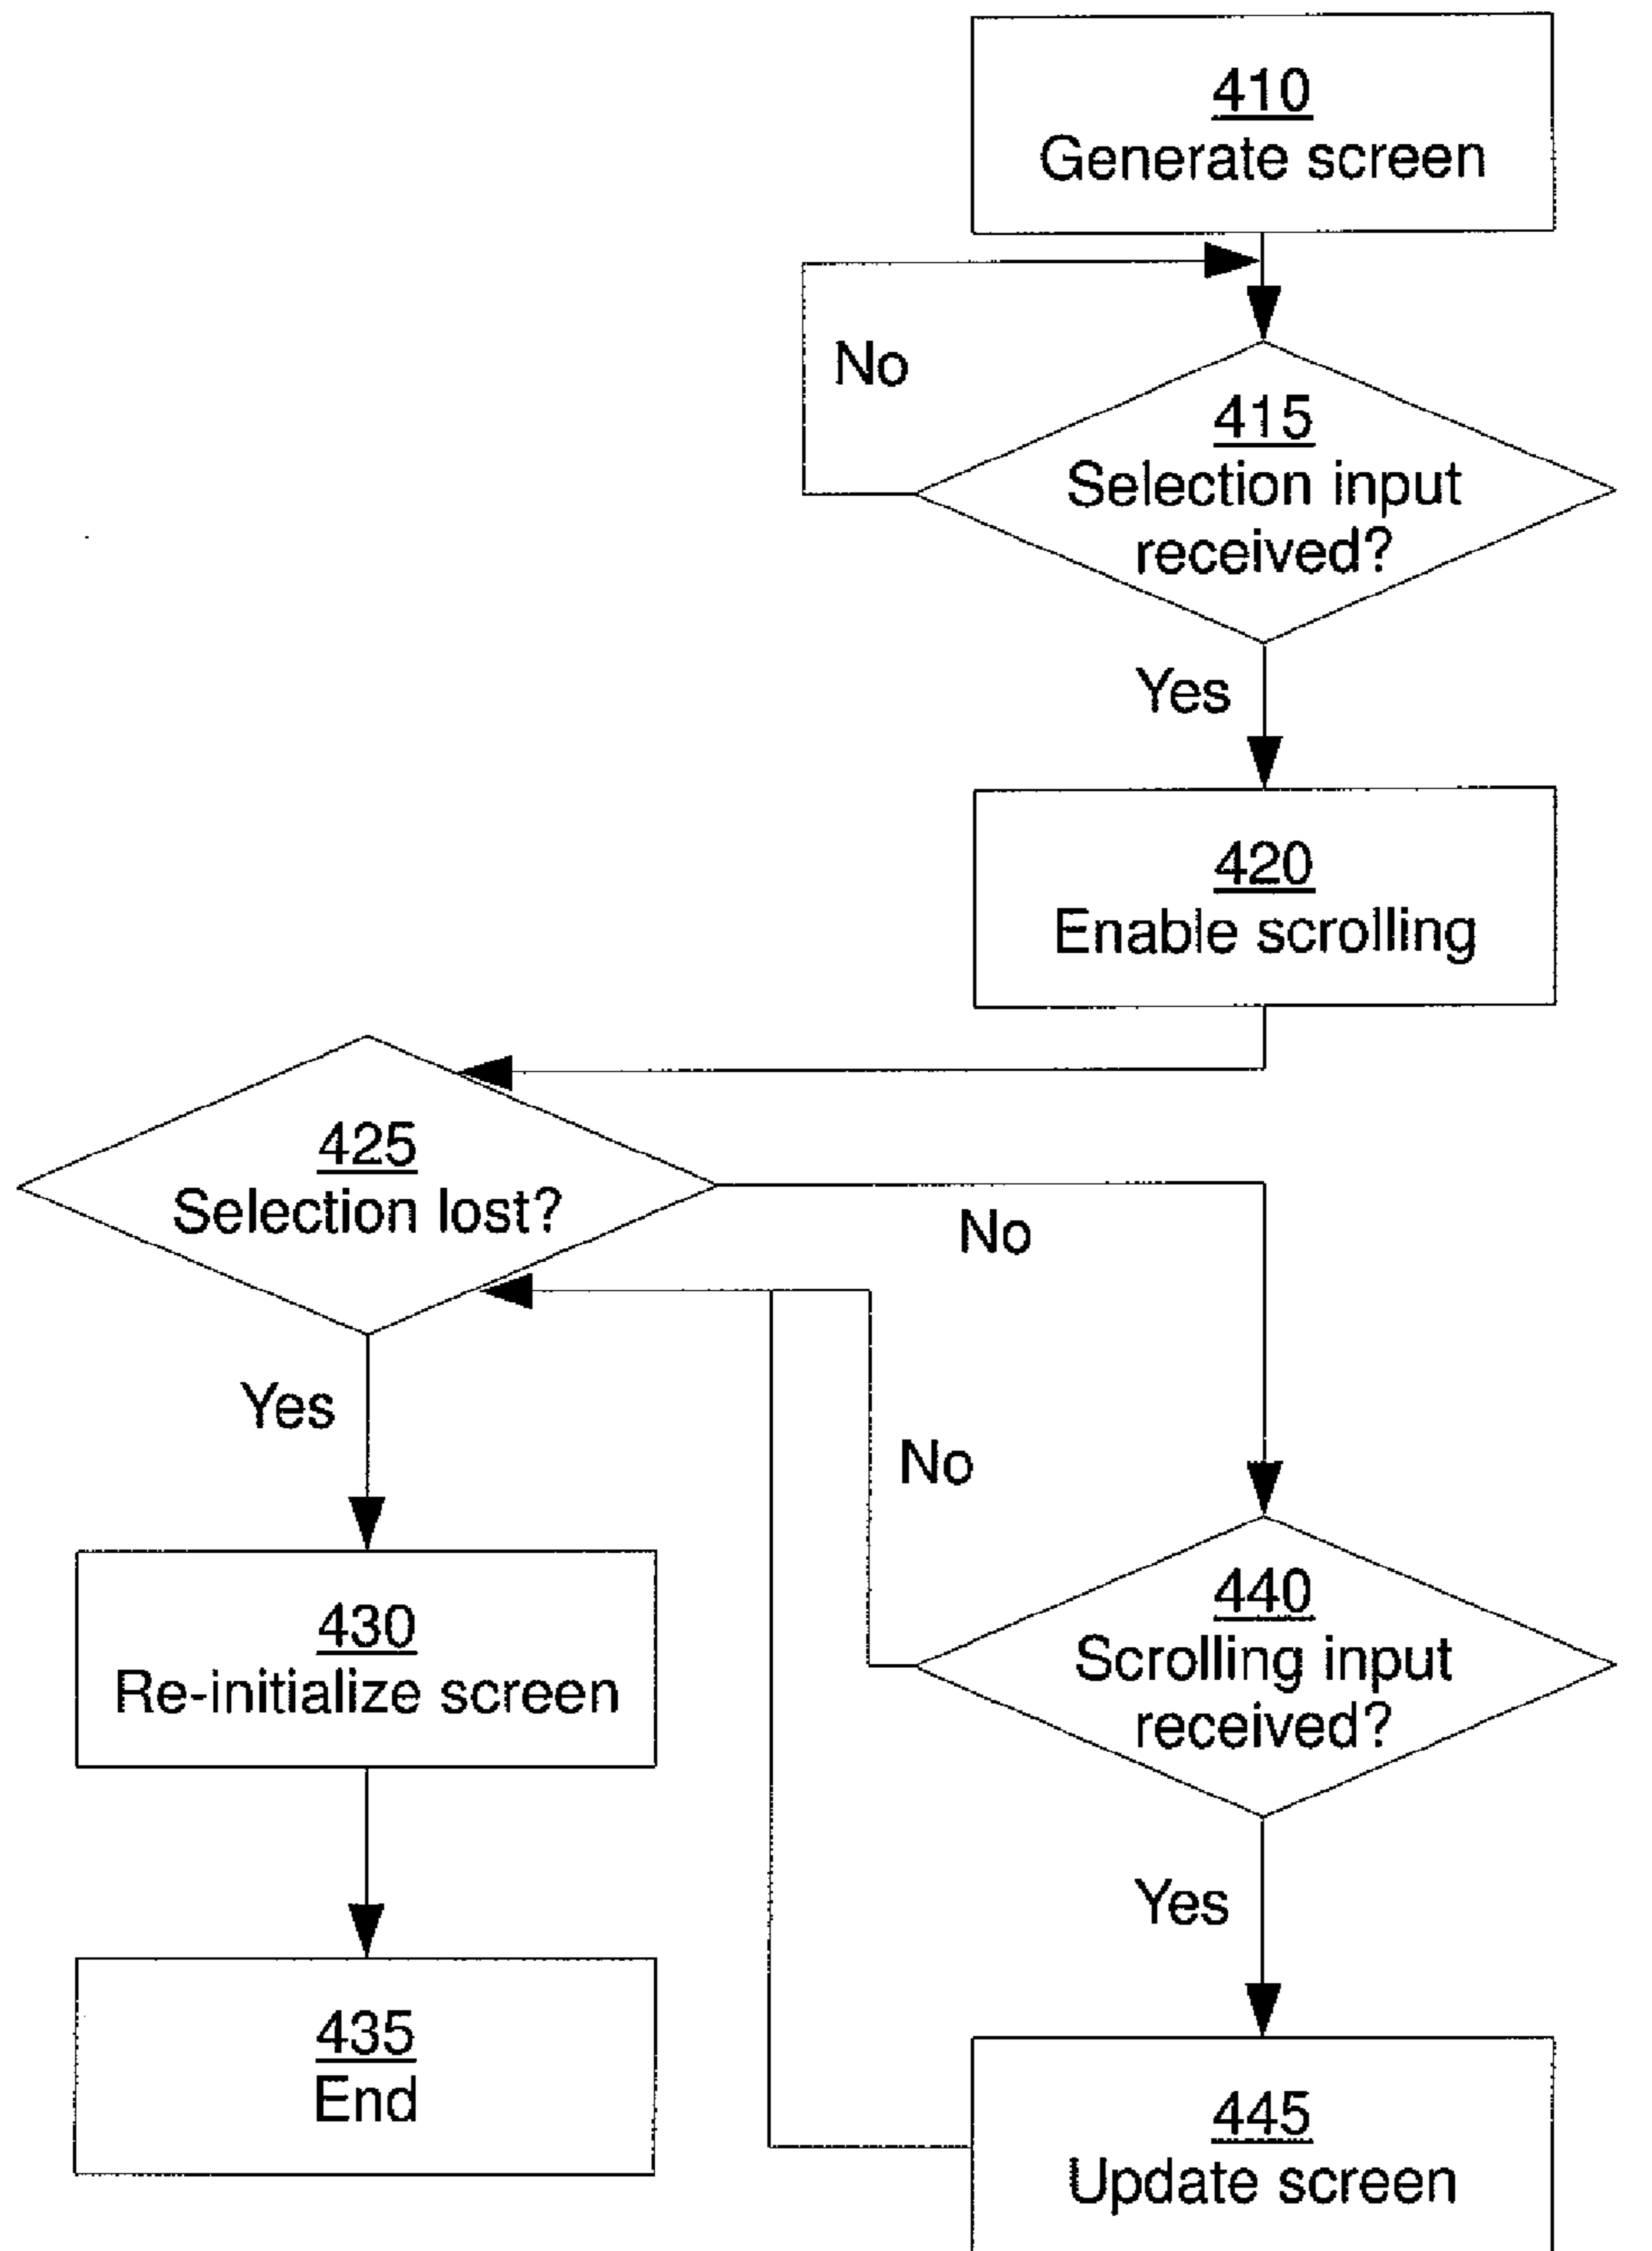 410
Generate screen
No
415
Selection input
received?
Yes
420
Enable scrolling
425
Selection lost?
No
Yes
No
430
Re-initialize screen
440
Scrolling input
received?
Yes
435
End
445
Update screen